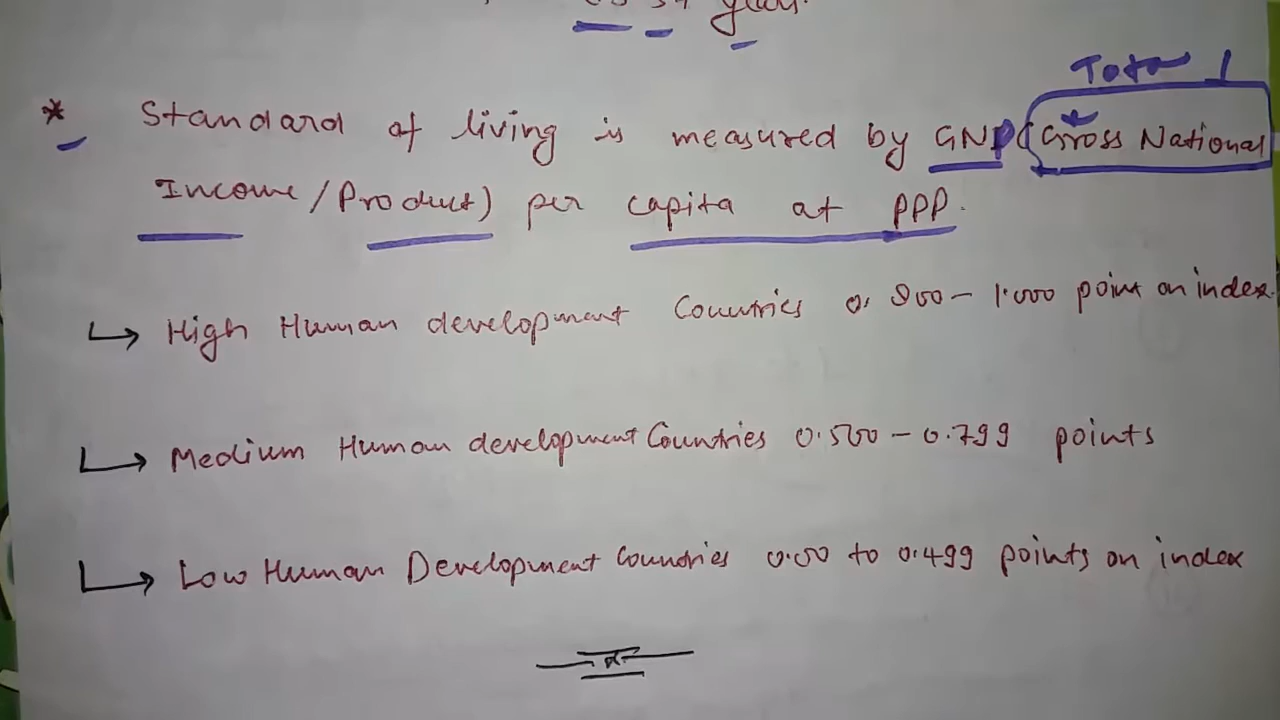 year.
Total 1
* Standard of living is measured by GNP (Gross National
Income/Product) per capita at PPP.
↳ High Human development Countries 0.800 – 1.000 point on index.
↳ Medium Human development Countries 0.500 – 0.799 points
↳ Low Human Development Countries 0.00 to 0.499 points on index